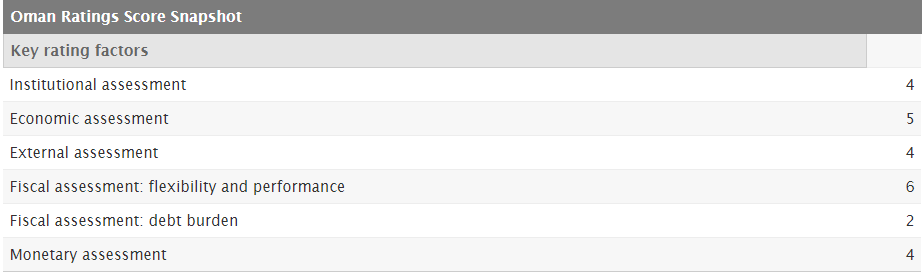 Oman Ratings Score Snapshot
Key rating factors
Institutional assessment 4
Economic assessment 5
External assessment 4
Fiscal assessment: flexibility and performance 6
Fiscal assessment: debt burden 2
Monetary assessment 4